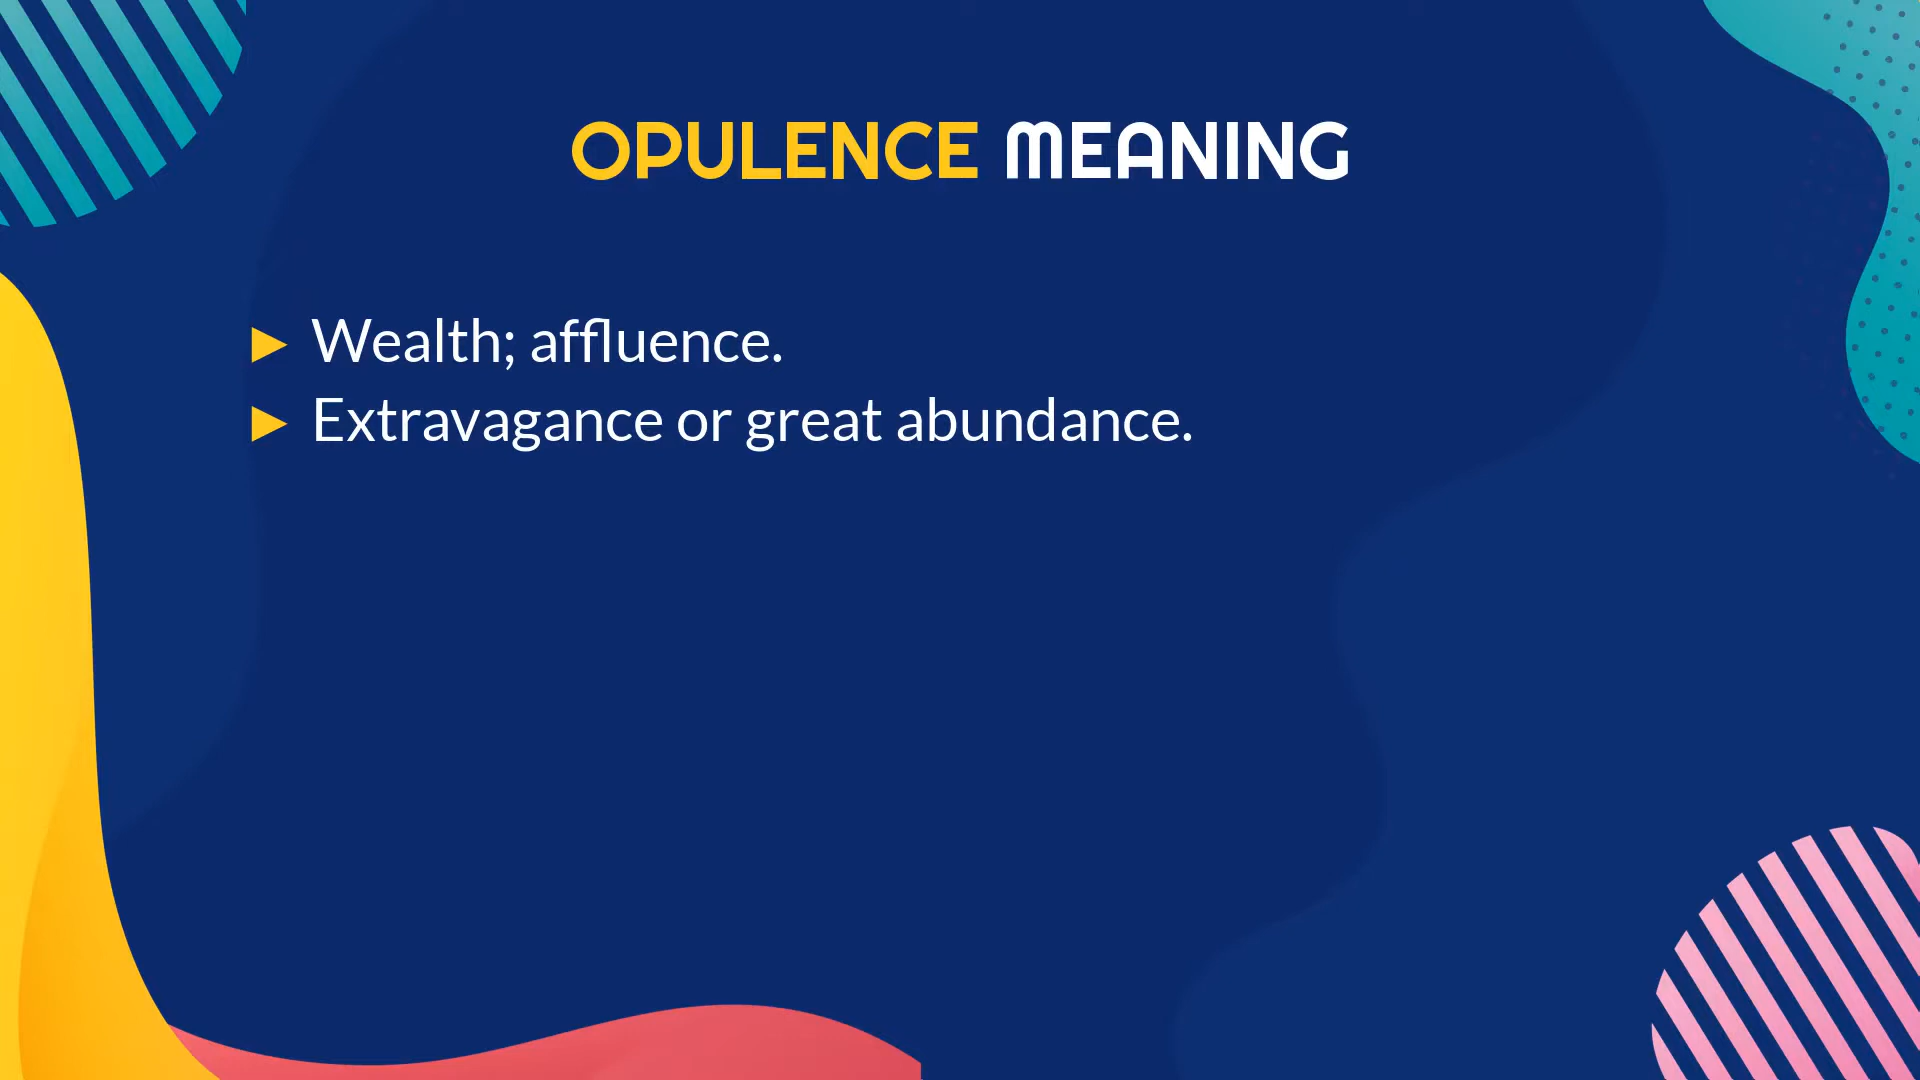 OPULENCE MEANING
► Wealth; affluence.
► Extravagance or great abundance.